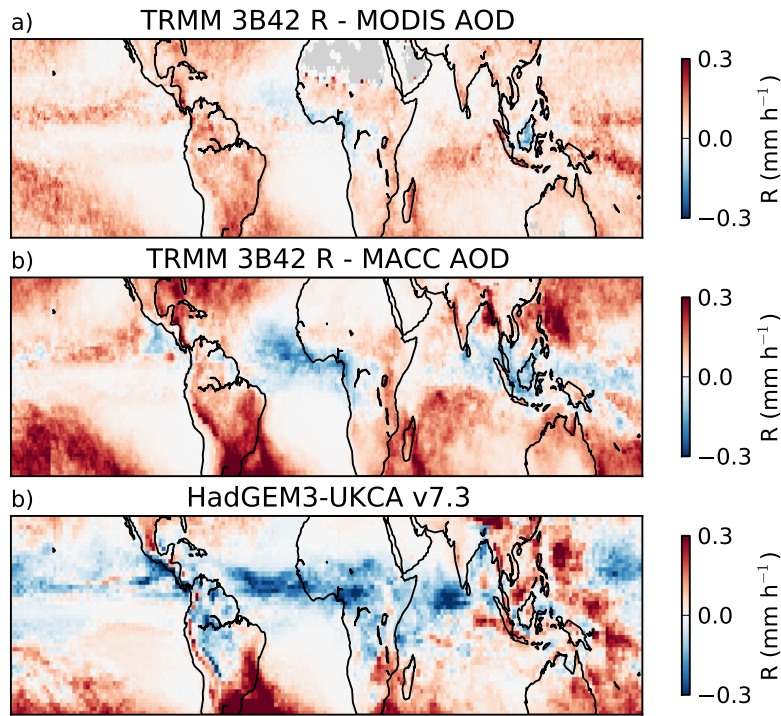 a) TRMM 3B42 R - MODIS AOD
0.3
0.0
−0.3
R (mm h⁻¹)
b) TRMM 3B42 R - MACC AOD
0.3
0.0
−0.3
R (mm h⁻¹)
b) HadGEM3-UKCA v7.3
0.3
0.0
−0.3
R (mm h⁻¹)